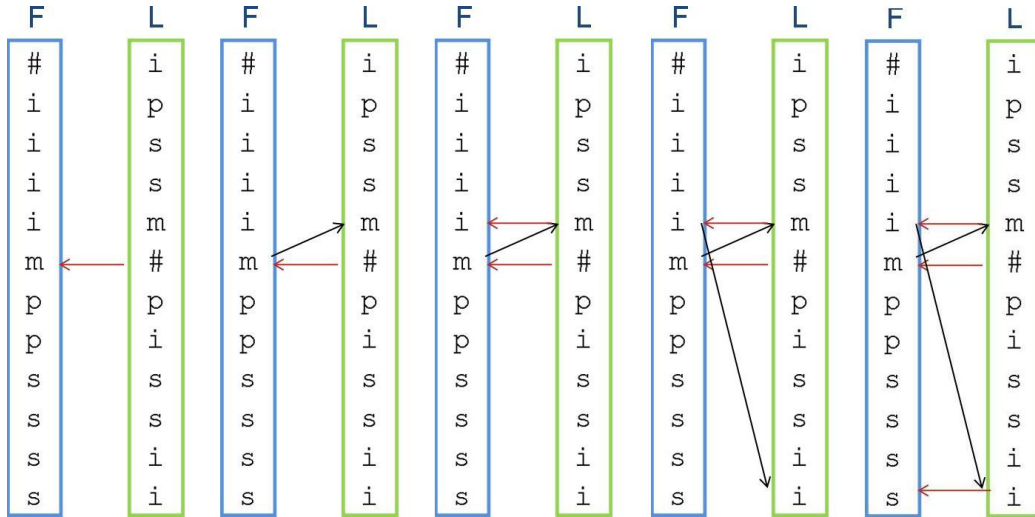 F L F L F L F L F L
# i # i # i # i # i
i p i p i p i p i p
i s i s i s i s i s
i s i s i s i s i s
i m i m i m i m i m
m # m # m # m # m #
p p p p p p p p p p
p i p i p i p i p i
s s s s s s s s s s
s s s s s s s s s s
s i s i s i s i s i
s i s i s i s i s i